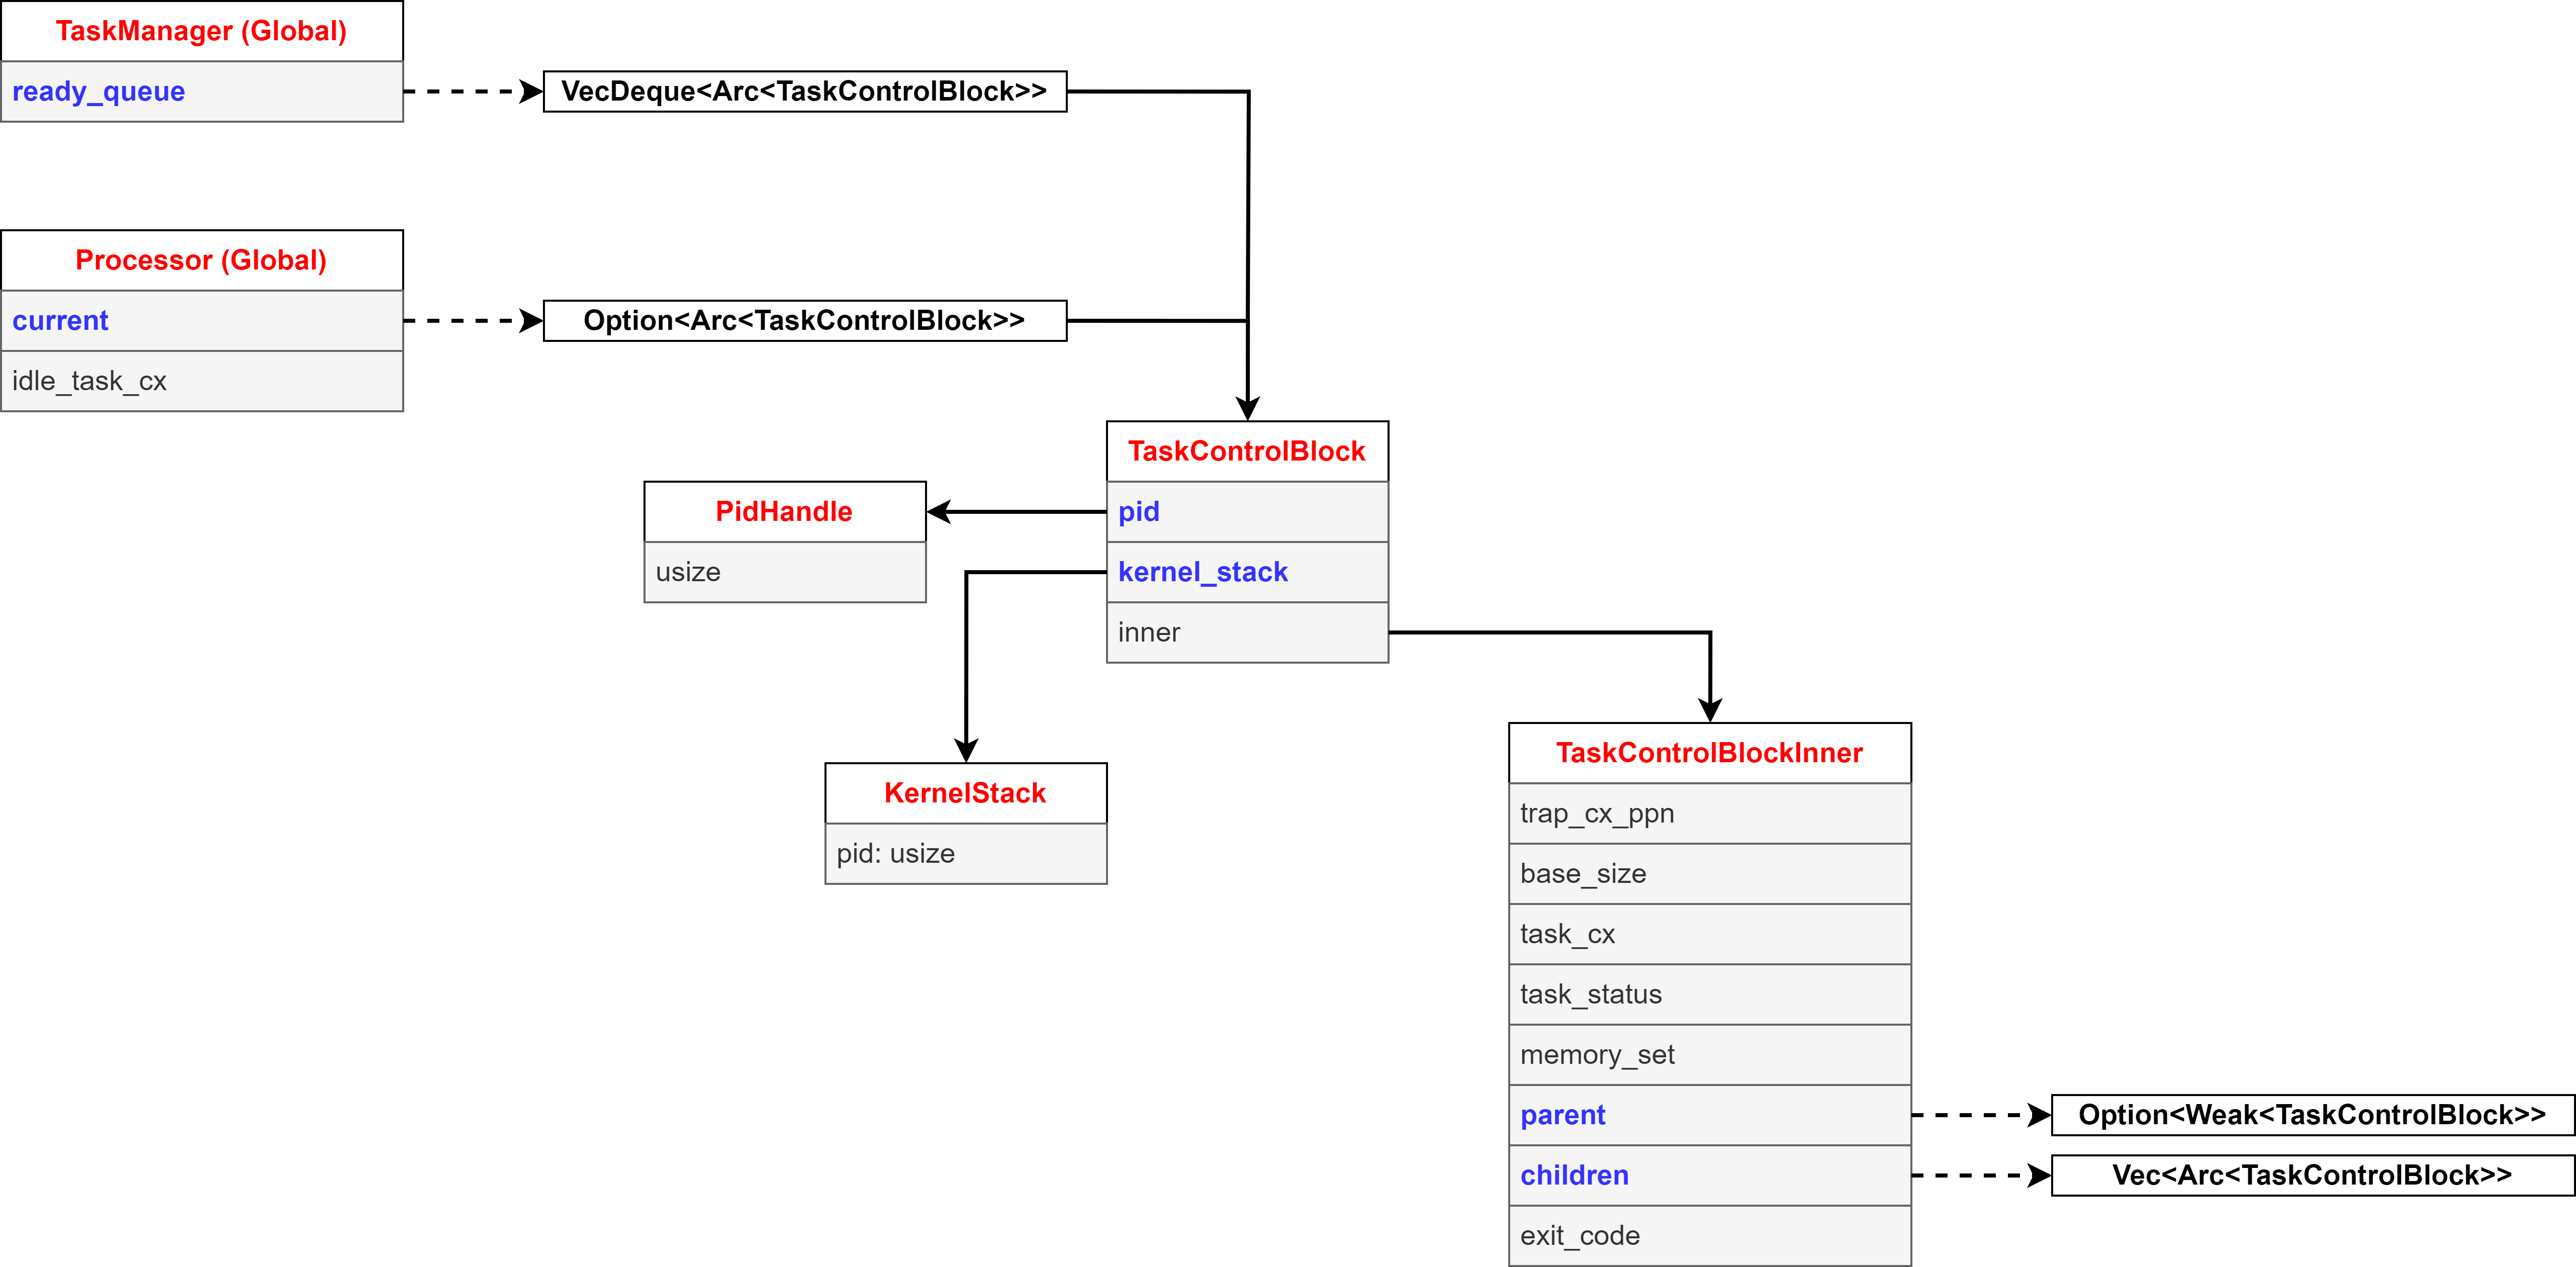 TaskManager (Global)
ready_queue
VecDeque<Arc<TaskControlBlock>>
Processor (Global)
current
Option<Arc<TaskControlBlock>>
idle_task_cx
TaskControlBlock
pid
kernel_stack
inner
PidHandle
usize
KernelStack
pid: usize
TaskControlBlockInner
trap_cx_ppn
base_size
task_cx
task_status
memory_set
parent
Option<Weak<TaskControlBlock>>
children
Vec<Arc<TaskControlBlock>>
exit_code